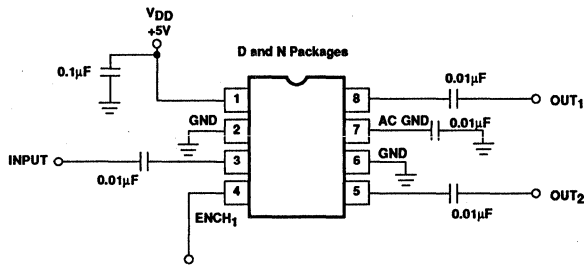 V_DD
+5V
D and N Packages
0.1µF
0.01µF
1
8
OUT₁
GND
AC GND
0.01µF
2
7
INPUT
3
6
GND
0.01µF
4
5
OUT₂
ENCH₁
0.01µF